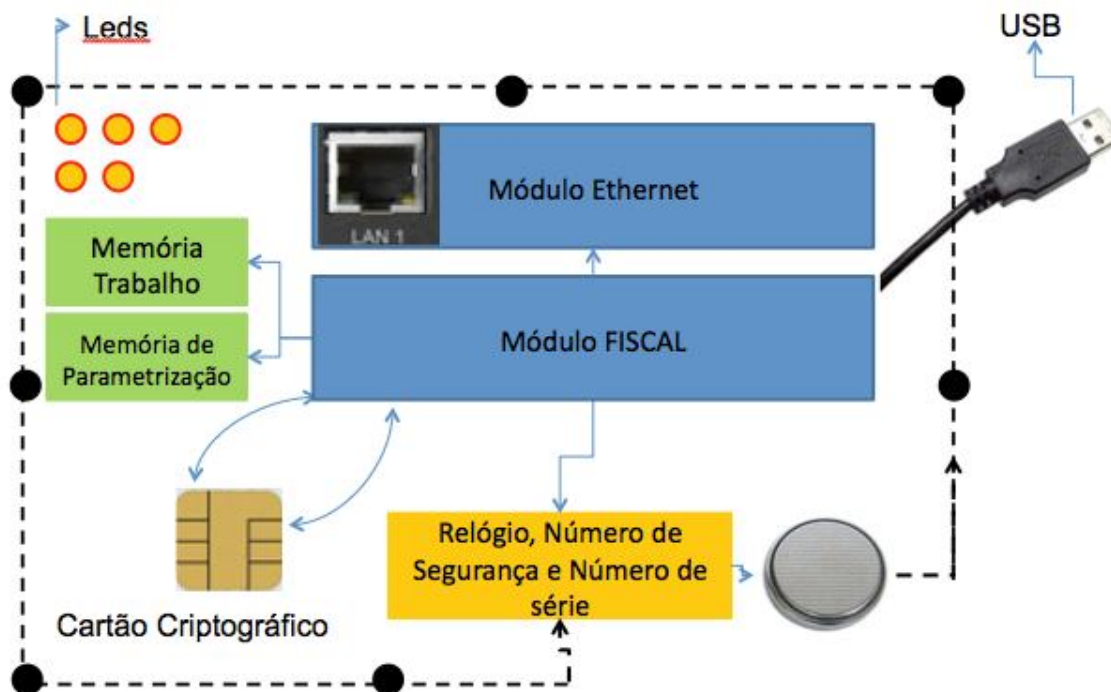 Leds
USB
LAN 1
Módulo Ethernet
Memória
Trabalho
Memória de
Parametrização
Módulo FISCAL
Relógio, Número de
Segurança e Número de
série
Cartão Criptográfico